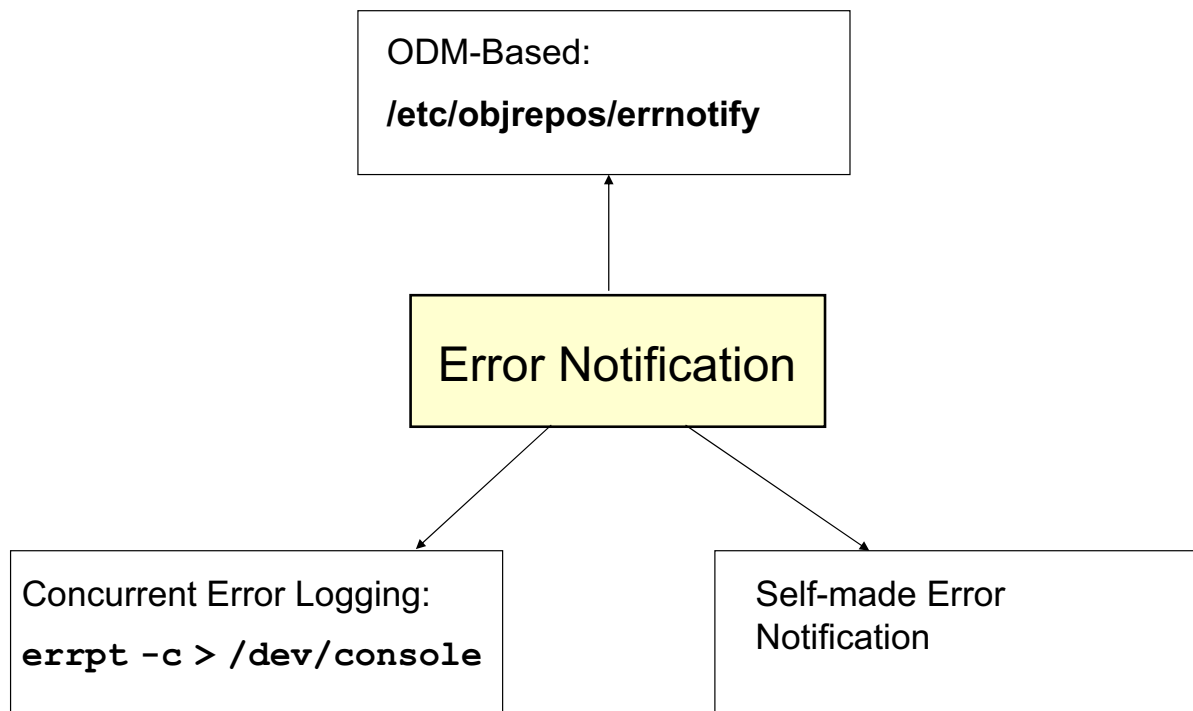 ODM-Based:
/etc/objrepos/errnotify
Error Notification
Concurrent Error Logging:
errpt -c > /dev/console
Self-made Error
Notification